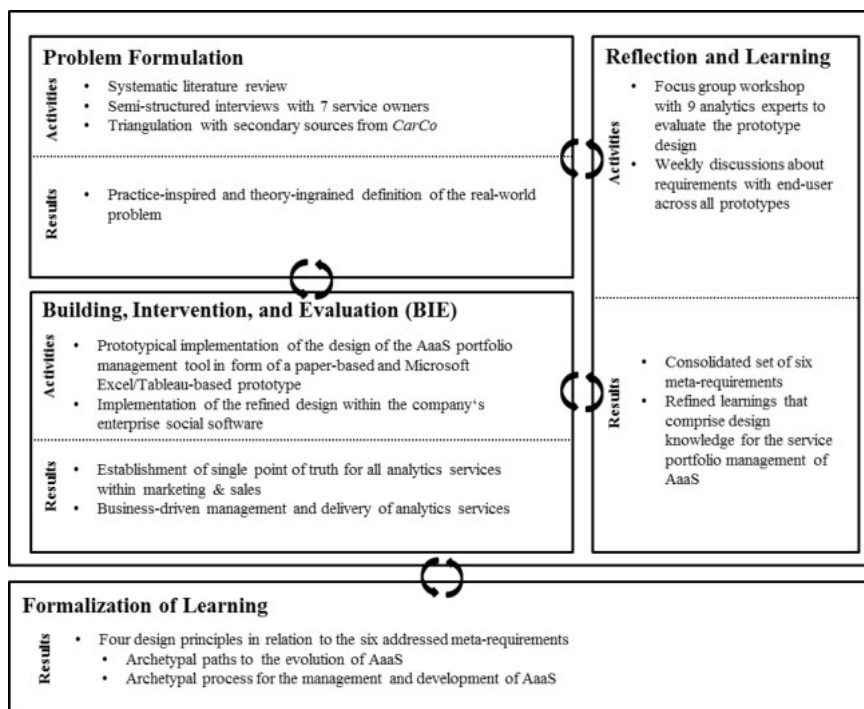 Problem Formulation
Activities
• Systematic literature review
• Semi-structured interviews with 7 service owners
• Triangulation with secondary sources from CarCo
Results
• Practice-inspired and theory-ingrained definition of the real-world
problem
Building, Intervention, and Evaluation (BIE)
Activities
• Prototypical implementation of the design of the AaaS portfolio
management tool in form of a paper-based and Microsoft
Excel/Tableau-based prototype
• Implementation of the refined design within the company‘s
enterprise social software
Results
• Establishment of single point of truth for all analytics services
within marketing & sales
• Business-driven management and delivery of analytics services
Reflection and Learning
Activities
• Focus group workshop
with 9 analytics experts to
evaluate the prototype
design
• Weekly discussions about
requirements with end-user
across all prototypes
Results
• Consolidated set of six
meta-requirements
• Refined learnings that
comprise design
knowledge for the service
portfolio management of
AaaS
Formalization of Learning
Results
• Four design principles in relation to the six addressed meta-requirements
• Archetypal paths to the evolution of AaaS
• Archetypal process for the management and development of AaaS